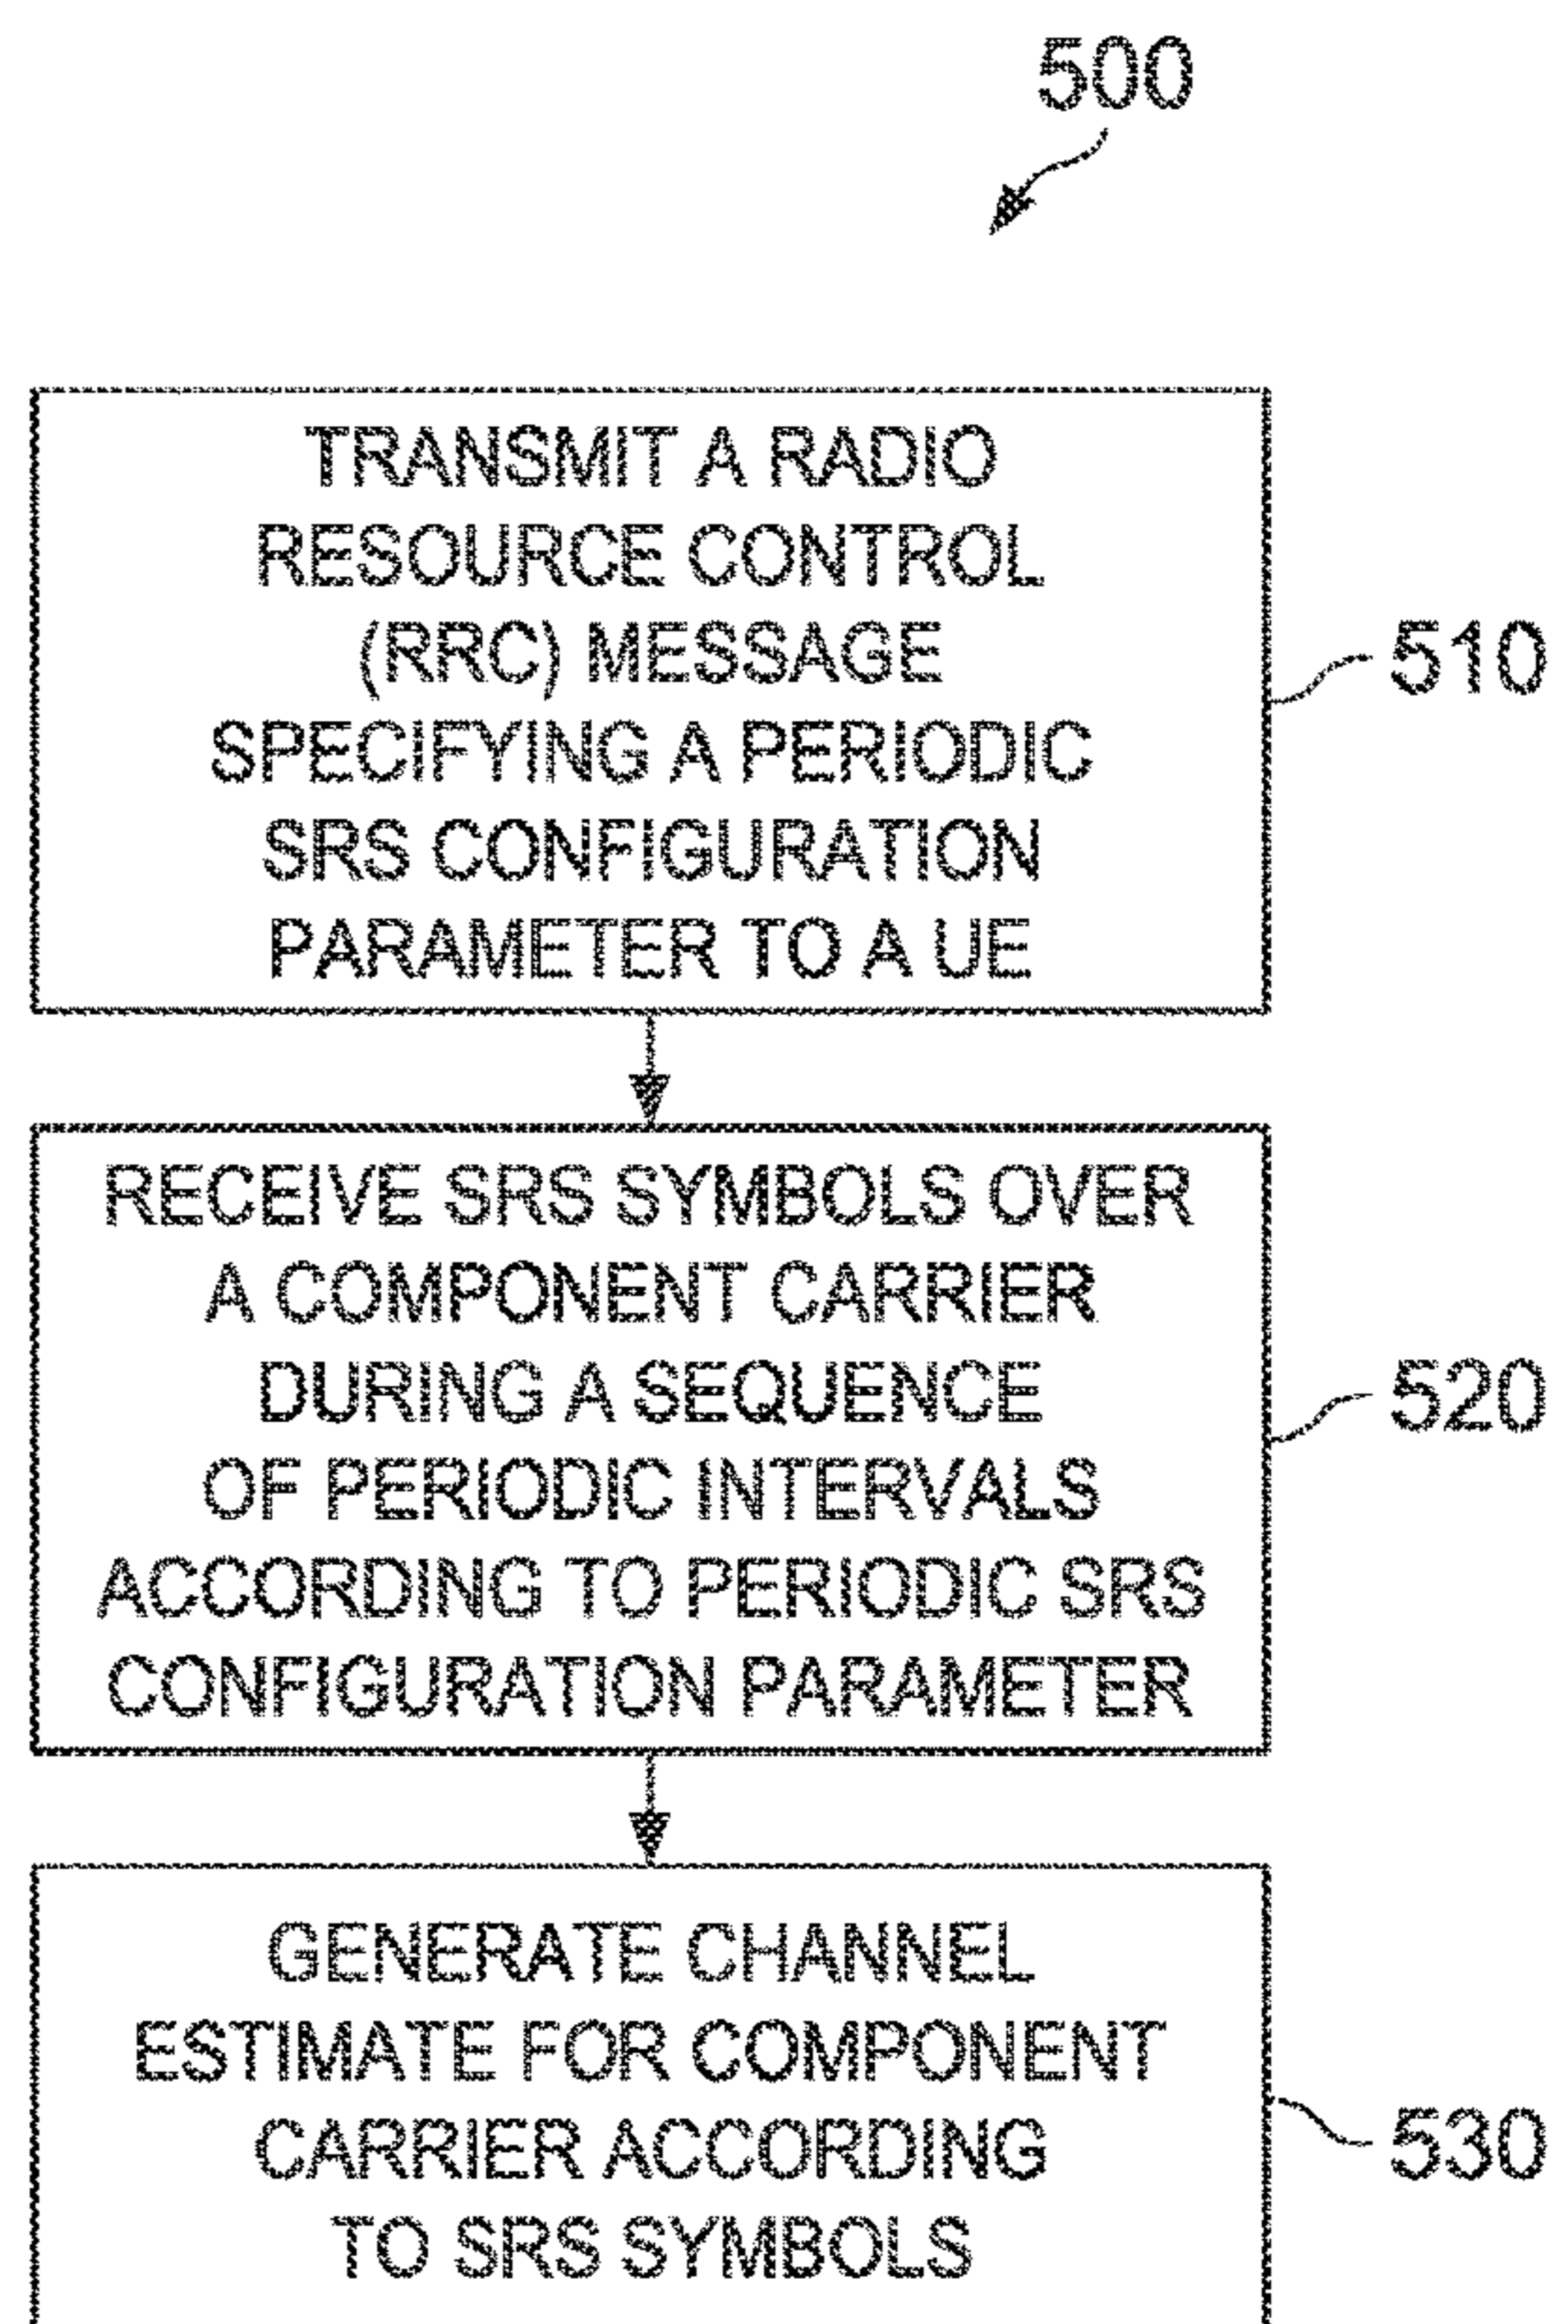 500
TRANSMIT A RADIO
RESOURCE CONTROL
(RRC) MESSAGE
SPECIFYING A PERIODIC
SRS CONFIGURATION
PARAMETER TO A UE
510
RECEIVE SRS SYMBOLS OVER
A COMPONENT CARRIER
DURING A SEQUENCE
OF PERIODIC INTERVALS
ACCORDING TO PERIODIC SRS
CONFIGURATION PARAMETER
520
GENERATE CHANNEL
ESTIMATE FOR COMPONENT
CARRIER ACCORDING
TO SRS SYMBOLS
530